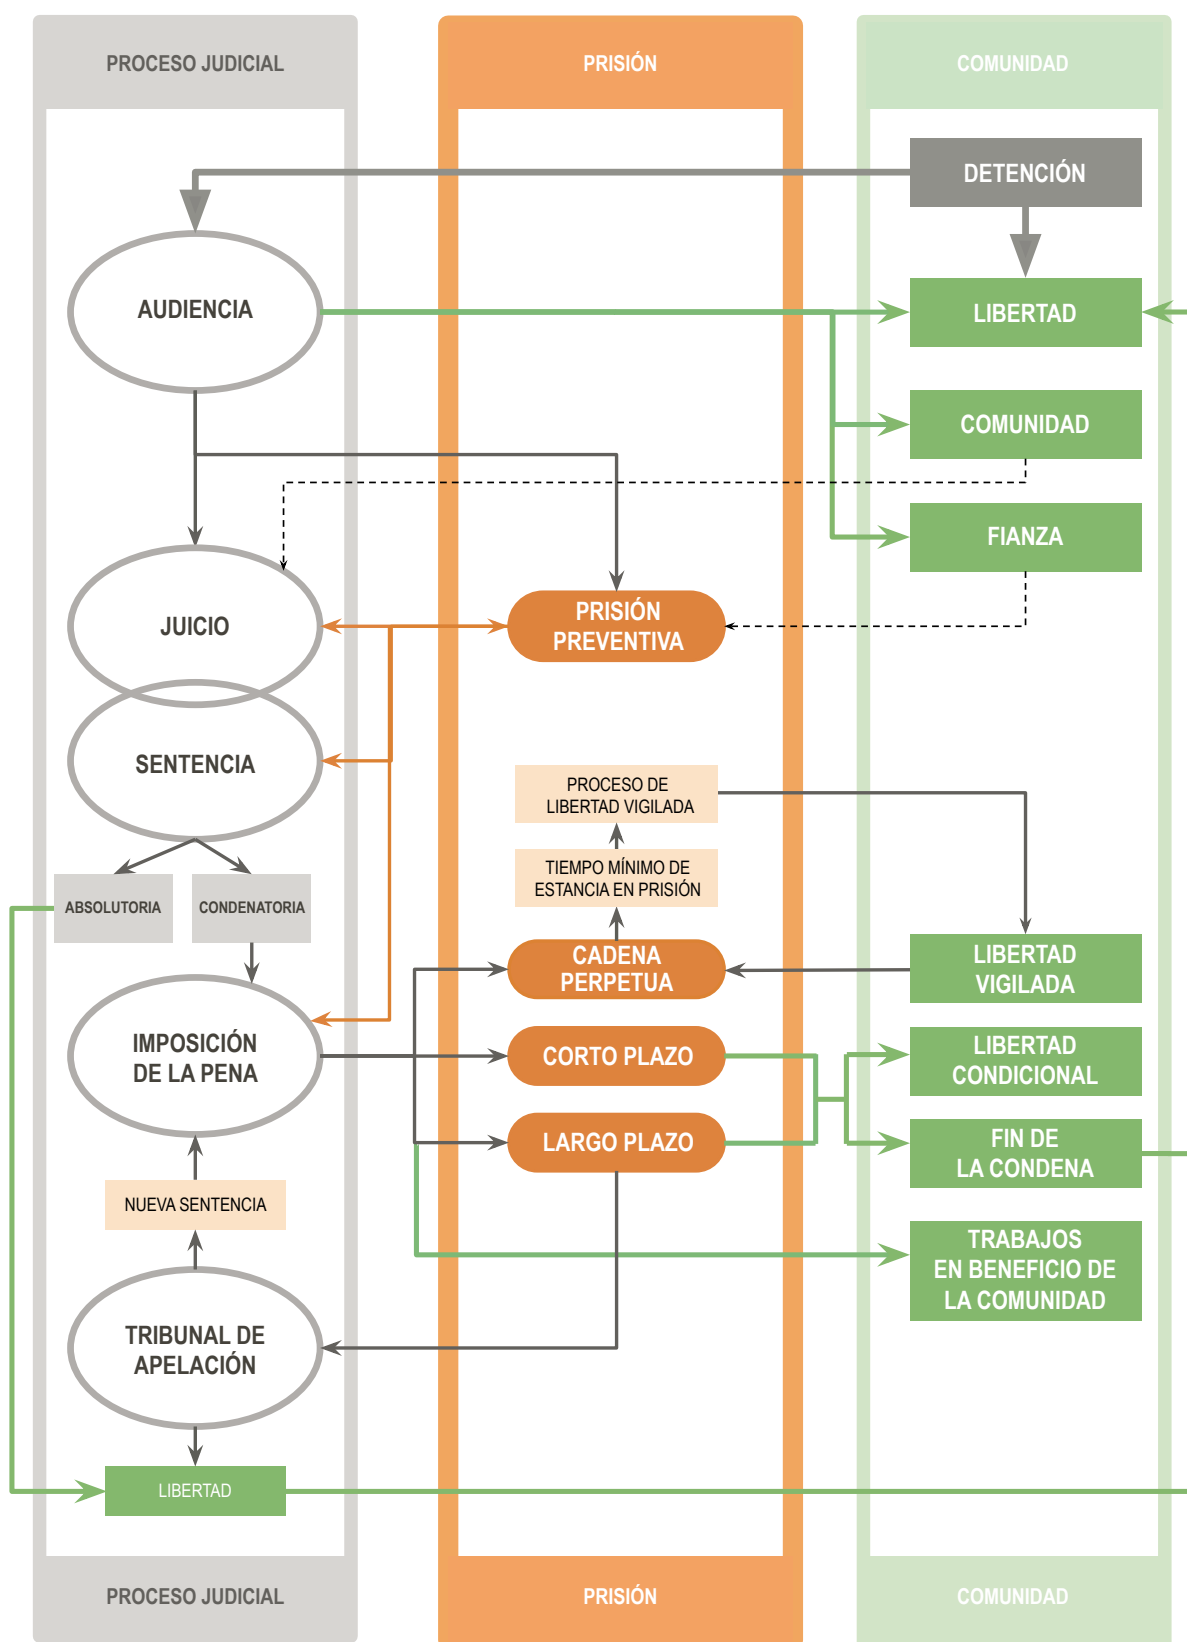 PROCESO JUDICIAL
PRISIÓN
COMUNIDAD
DETENCIÓN
AUDIENCIA
LIBERTAD
COMUNIDAD
FIANZA
JUICIO
PRISIÓN
PREVENTIVA
SENTENCIA
PROCESO DE
LIBERTAD VIGILADA
TIEMPO MÍNIMO DE
ESTANCIA EN PRISIÓN
ABSOLUTORIA
CONDENATORIA
CADENA
PERPETUA
LIBERTAD
VIGILADA
IMPOSICIÓN
DE LA PENA
CORTO PLAZO
LIBERTAD
CONDICIONAL
LARGO PLAZO
FIN DE
LA CONDENA
NUEVA SENTENCIA
TRABAJOS
EN BENEFICIO DE
LA COMUNIDAD
TRIBUNAL DE
APELACIÓN
LIBERTAD
PROCESO JUDICIAL
PRISIÓN
COMUNIDAD